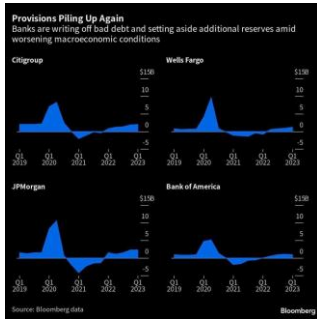 Provisions Piling Up Again
Banks are writing off bad debt and setting aside additional reserves amid
worsening macroeconomic conditions
Citigroup
Wells Fargo
$15B
$15B
10
10
5
5
0
0
-5
-5
Q1 Q1 Q1 Q1 Q1
2019 2020 2021 2022 2023
Q1 Q1 Q1 Q1 Q1
2019 2020 2021 2022 2023
JPMorgan
Bank of America
$15B
$15B
10
10
5
5
0
0
-5
-5
Q1 Q1 Q1 Q1 Q1
2019 2020 2021 2022 2023
Q1 Q1 Q1 Q1 Q1
2019 2020 2021 2022 2023
Source: Bloomberg data
Bloomberg